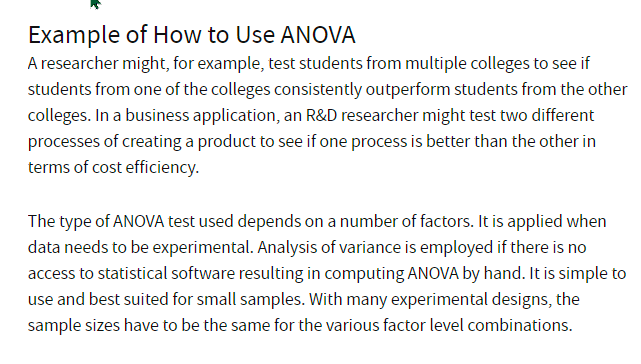 Example of How to Use ANOVA
A researcher might, for example, test students from multiple colleges to see if
students from one of the colleges consistently outperform students from the other
colleges. In a business application, an R&D researcher might test two different
processes of creating a product to see if one process is better than the other in
terms of cost efficiency.
The type of ANOVA test used depends on a number of factors. It is applied when
data needs to be experimental. Analysis of variance is employed if there is no
access to statistical software resulting in computing ANOVA by hand. It is simple to
use and best suited for small samples. With many experimental designs, the
sample sizes have to be the same for the various factor level combinations.